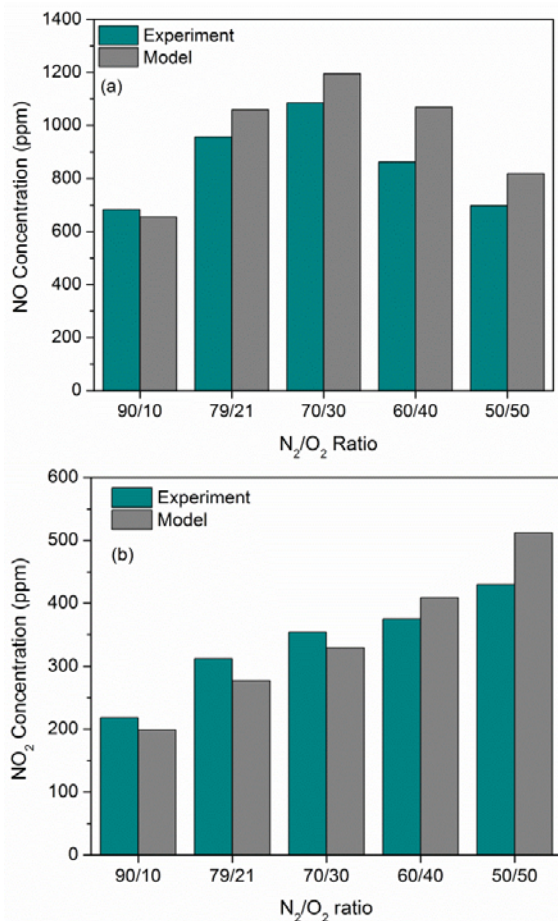 1400
1200
1000
800
600
400
200
0
NO Concentration (ppm)
Experiment
Model
(a)
90/10 79/21 70/30 60/40 50/50
N₂/O₂ Ratio
600
500
400
300
200
100
0
NO₂ Concentration (ppm)
Experiment
Model
(b)
90/10 79/21 70/30 60/40 50/50
N₂/O₂ ratio